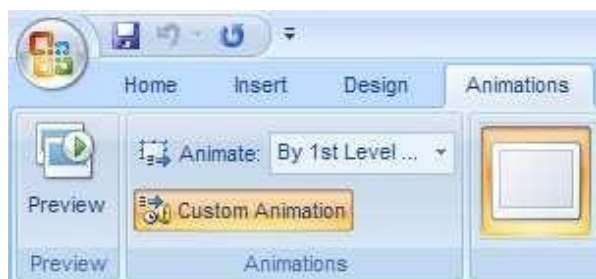 Home Insert Design Animations
Animate: By 1st Level ...
Preview Custom Animation
Preview Animations